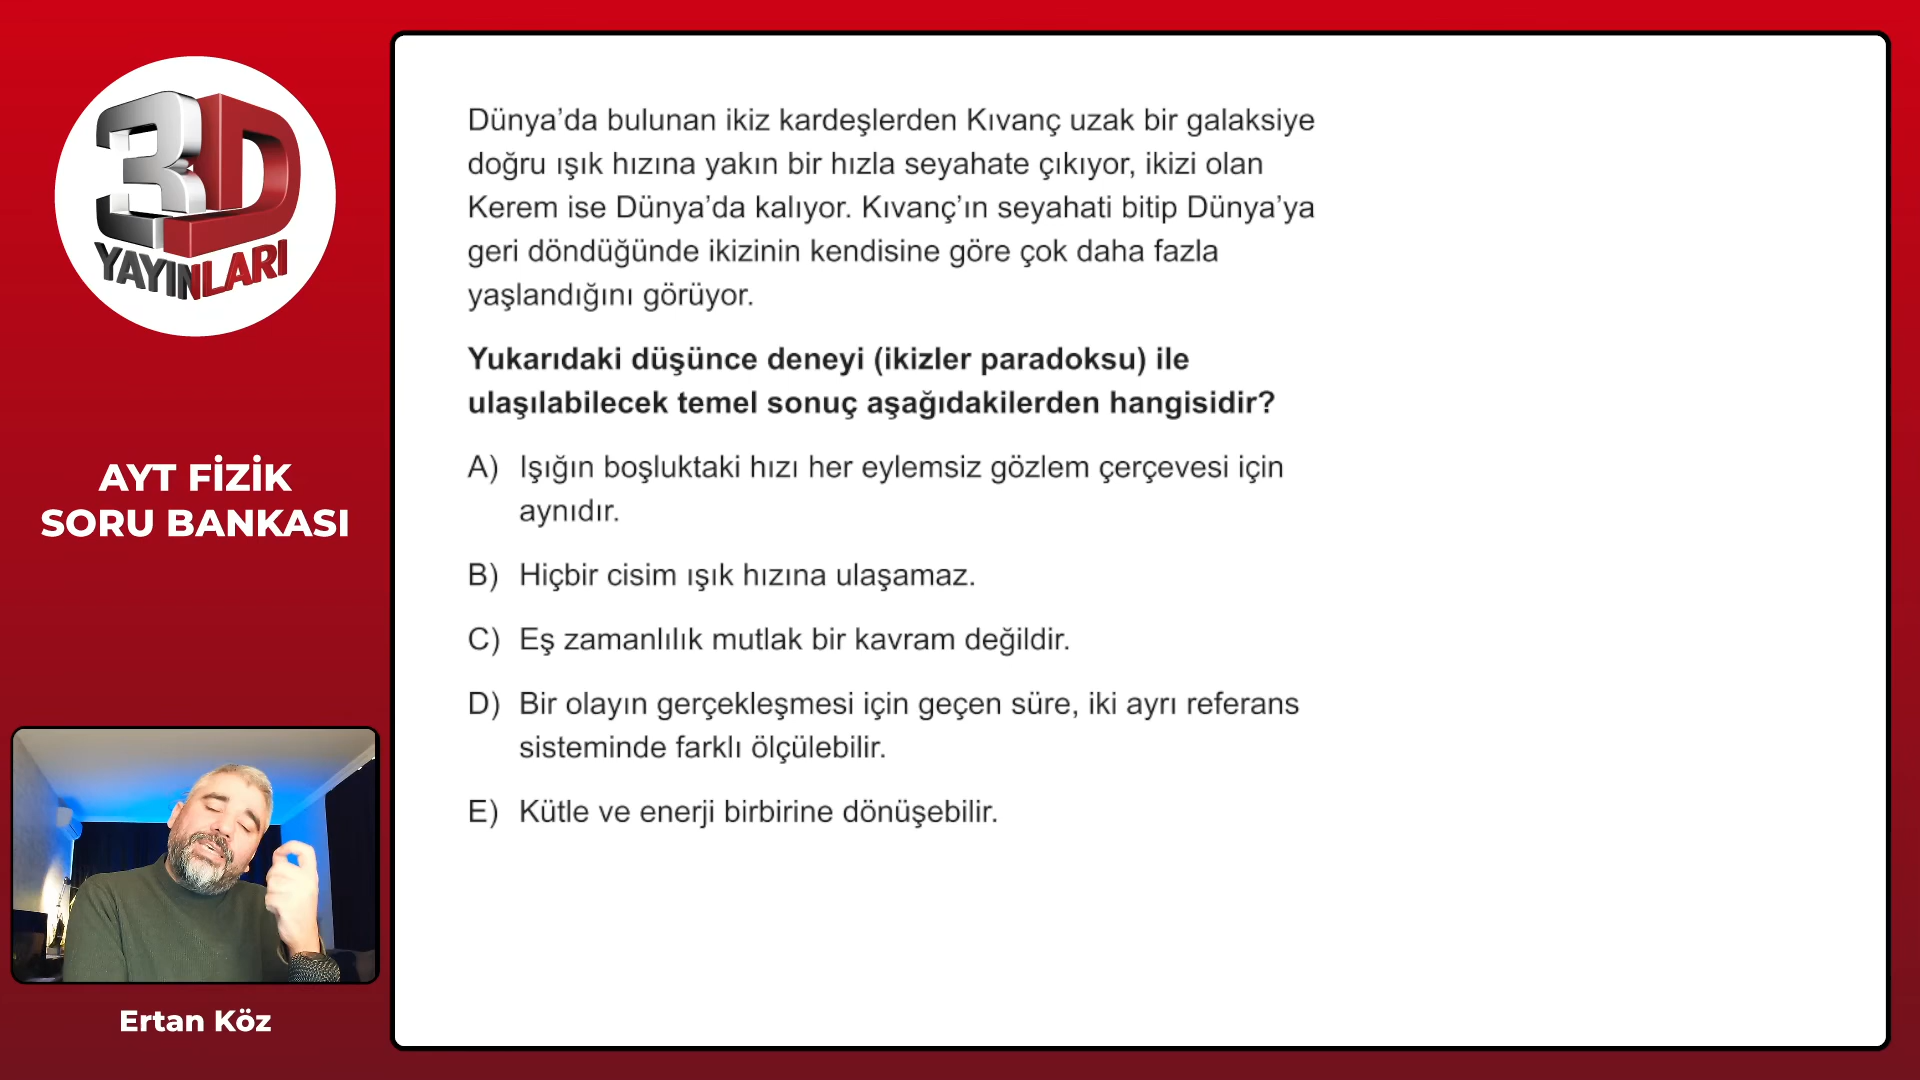 3D
YAYINLARI
AYT FİZİK
SORU BANKASI
Ertan Köz
Dünya’da bulunan ikiz kardeşlerden Kıvanç uzak bir galaksiye
doğru ışık hızına yakın bir hızla seyahate çıkıyor, ikizi olan
Kerem ise Dünya’da kalıyor. Kıvanç’ın seyahati bitip Dünya’ya
geri döndüğünde ikizinin kendisine göre çok daha fazla
yaşlandığını görüyor.
Yukarıdaki düşünce deneyi (ikizler paradoksu) ile
ulaşılabilecek temel sonuç aşağıdakilerden hangisidir?
A) Işığın boşluktaki hızı her eylemsiz gözlem çerçevesi için
aynıdır.
B) Hiçbir cisim ışık hızına ulaşamaz.
C) Eş zamanlılık mutlak bir kavram değildir.
D) Bir olayın gerçekleşmesi için geçen süre, iki ayrı referans
sisteminde farklı ölçülebilir.
E) Kütle ve enerji birbirine dönüşebilir.